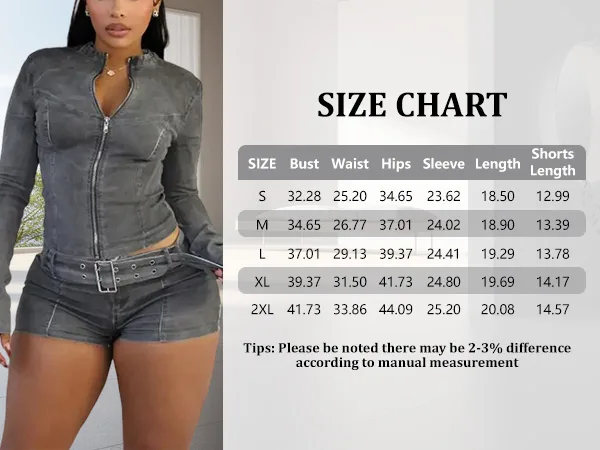 SIZE CHART
SIZE Bust Waist Hips Sleeve Length Shorts Length
S 32.28 25.20 34.65 23.62 18.50 12.99
M 34.65 26.77 37.01 24.02 18.90 13.39
L 37.01 29.13 39.37 24.41 19.29 13.78
XL 39.37 31.50 41.73 24.80 19.69 14.17
2XL 41.73 33.86 44.09 25.20 20.08 14.57
Tips: Please be noted there may be 2-3% difference
according to manual measurement